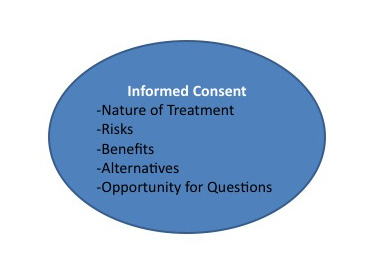 Informed Consent
-Nature of Treatment
-Risks
-Benefits
-Alternatives
-Opportunity for Questions